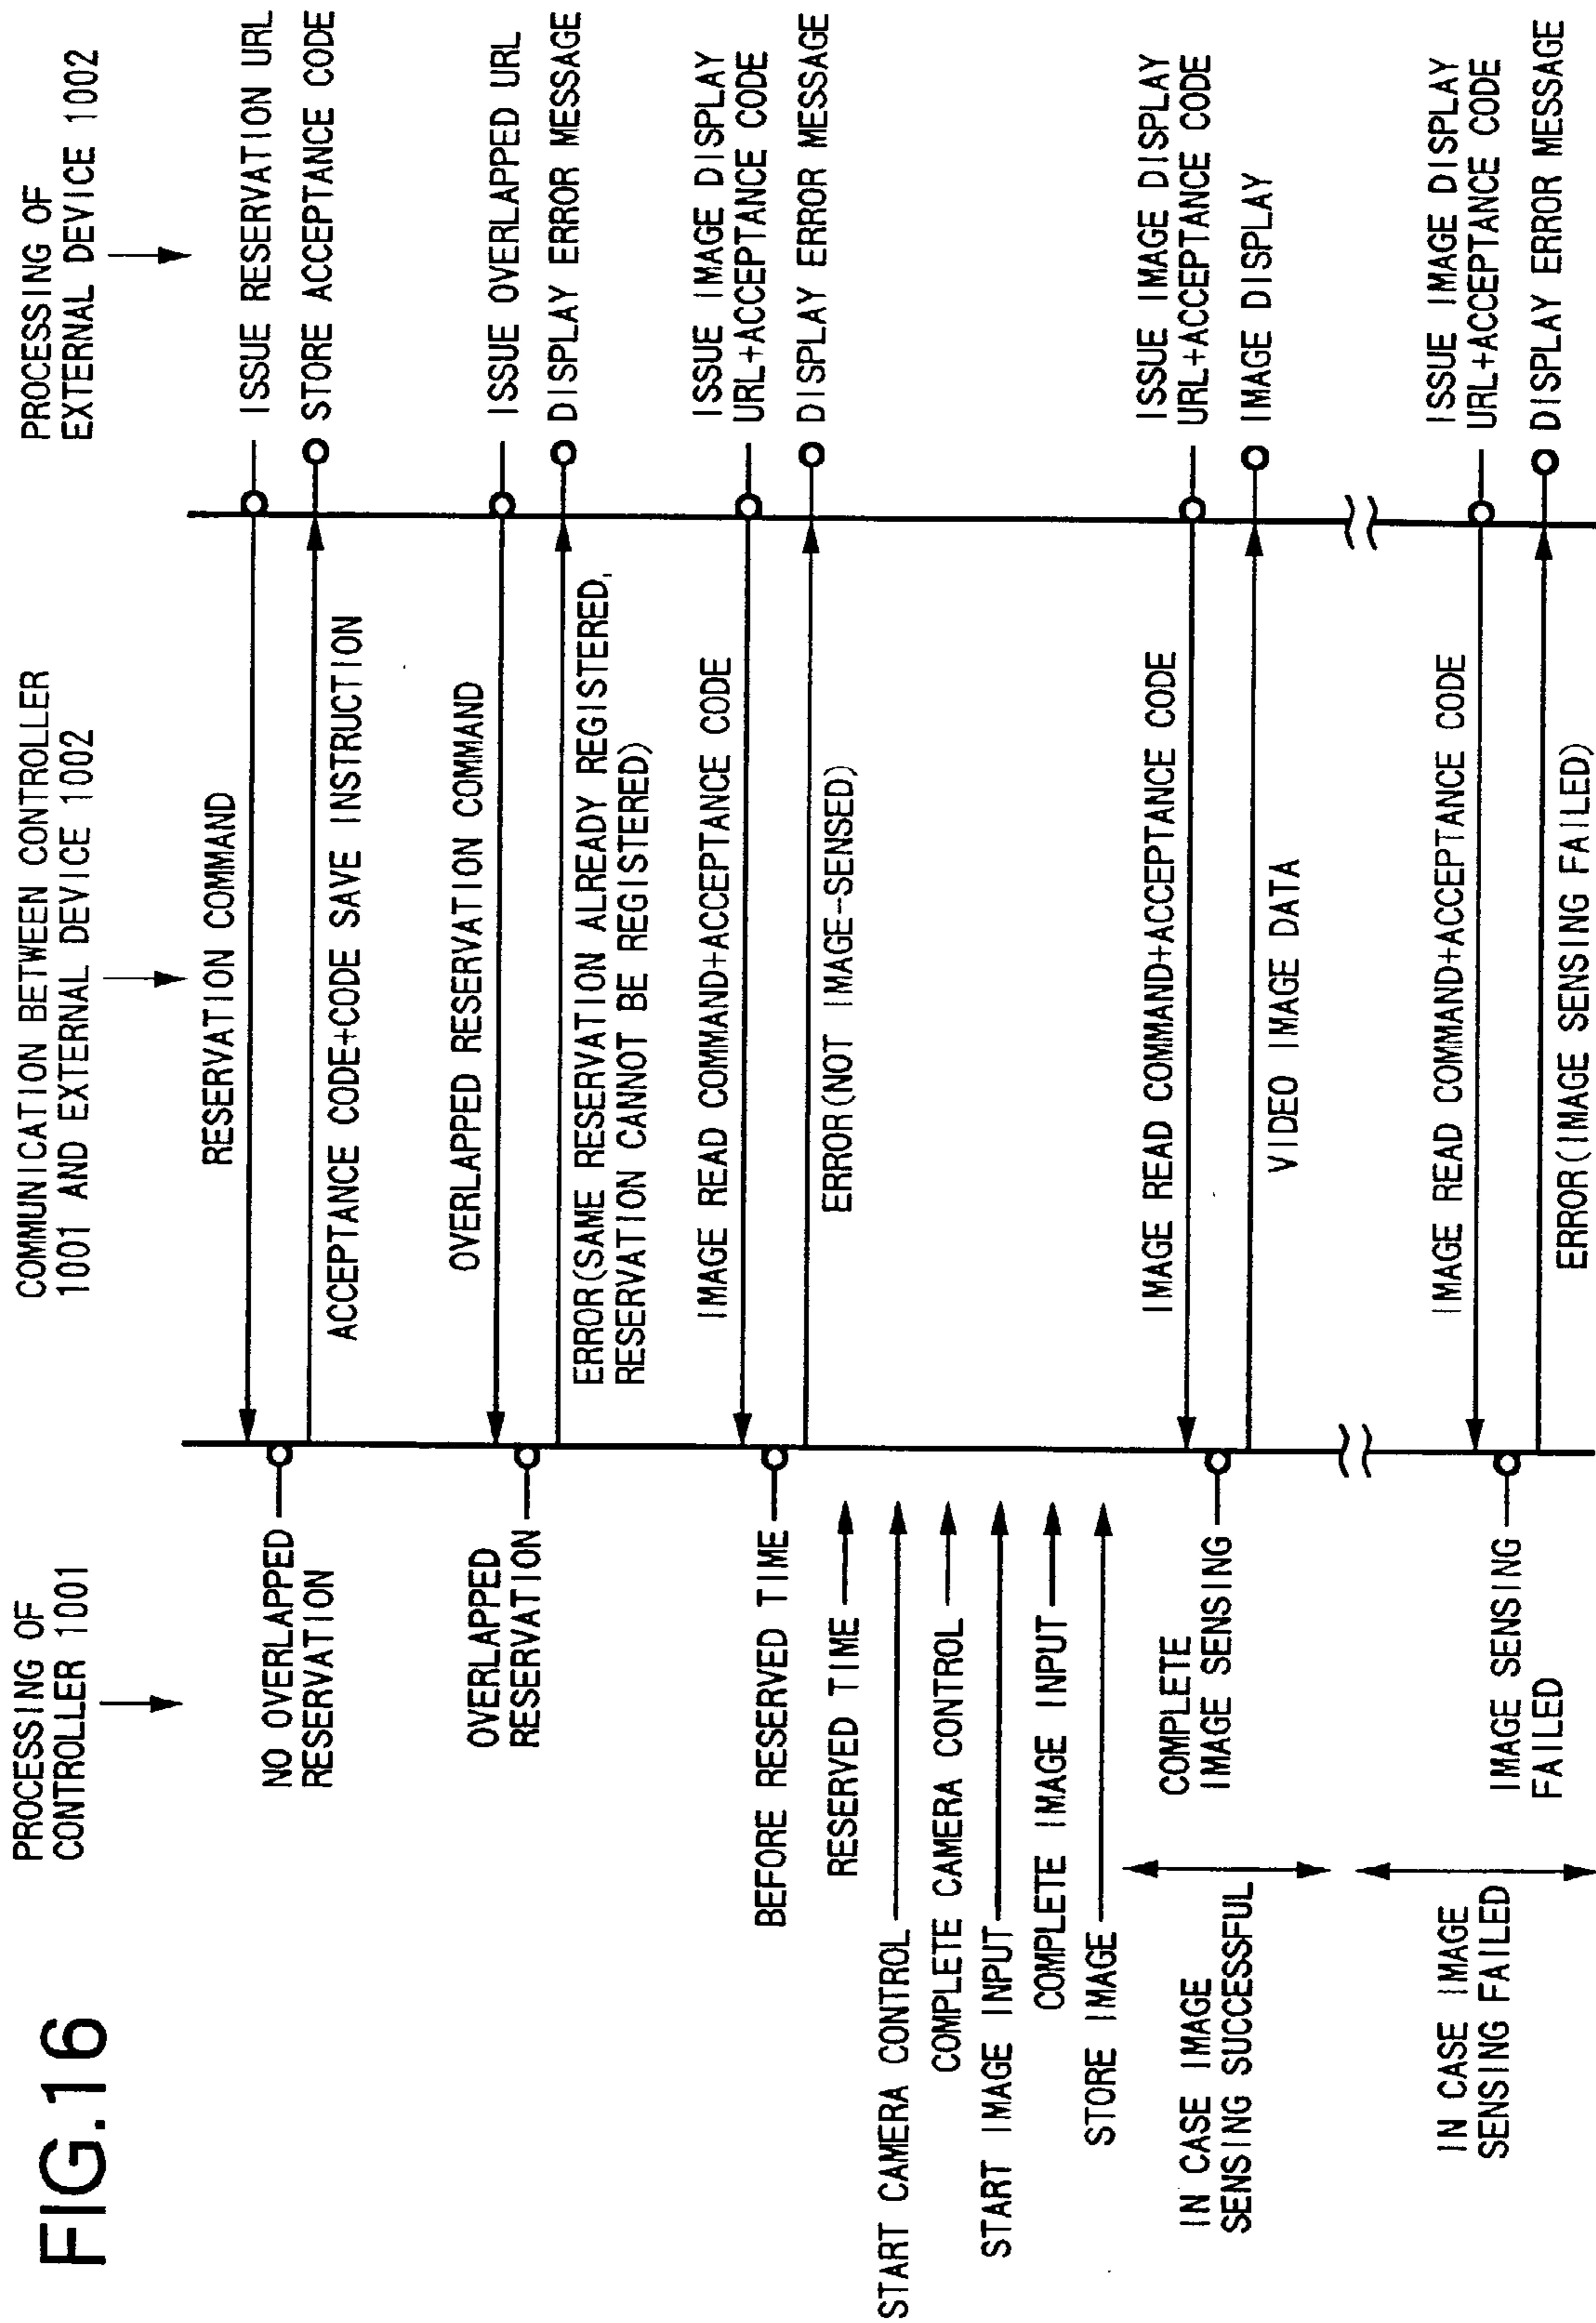 FIG.16
PROCESSING OF
CONTROLLER 1001
COMMUNICATION BETWEEN CONTROLLER
1001 AND EXTERNAL DEVICE 1002
PROCESSING OF
EXTERNAL DEVICE 1002
RESERVATION COMMAND
ISSUE RESERVATION URL
NO OVERLAPPED
RESERVATION
ACCEPTANCE CODE+CODE SAVE INSTRUCTION
STORE ACCEPTANCE CODE
OVERLAPPED RESERVATION COMMAND
ISSUE OVERLAPPED URL
OVERLAPPED
RESERVATION
ERROR(SAME RESERVATION ALREADY REGISTERED,
RESERVATION CANNOT BE REGISTERED)
DISPLAY ERROR MESSAGE
IMAGE READ COMMAND+ACCEPTANCE CODE
ISSUE IMAGE DISPLAY
URL+ACCEPTANCE CODE
BEFORE RESERVED TIME
ERROR(NOT IMAGE-SENSED)
DISPLAY ERROR MESSAGE
RESERVED TIME
START CAMERA CONTROL
COMPLETE CAMERA CONTROL
START IMAGE INPUT
COMPLETE IMAGE INPUT
STORE IMAGE
IN CASE IMAGE
SENSING SUCCESSFUL
COMPLETE
IMAGE SENSING
IMAGE READ COMMAND+ACCEPTANCE CODE
ISSUE IMAGE DISPLAY
URL+ACCEPTANCE CODE
VIDEO IMAGE DATA
IMAGE DISPLAY
IN CASE IMAGE
SENSING FAILED
IMAGE SENSING
FAILED
IMAGE READ COMMAND+ACCEPTANCE CODE
ISSUE IMAGE DISPLAY
URL+ACCEPTANCE CODE
ERROR(IMAGE SENSING FAILED)
DISPLAY ERROR MESSAGE